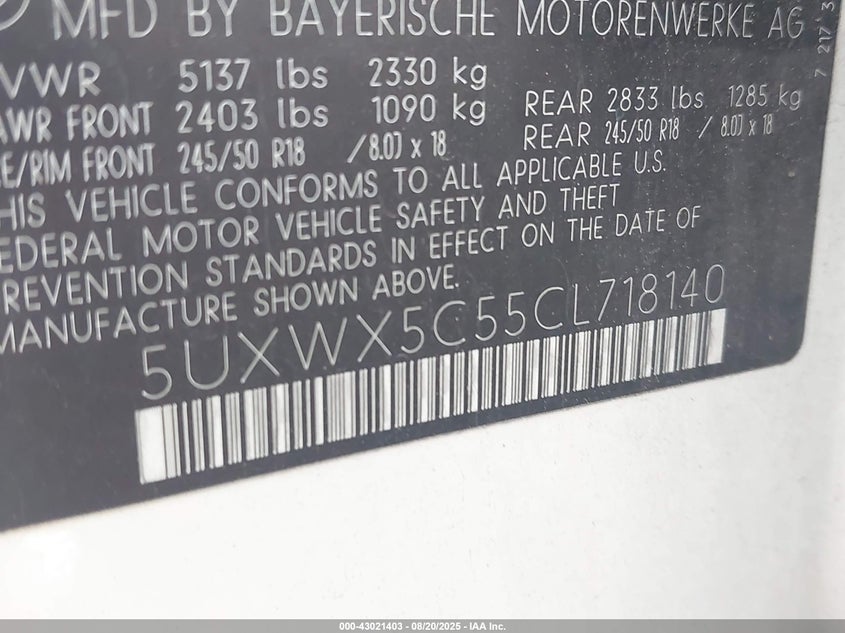 MFD BY BAYERISCHE MOTORENWERKE AG
VWR 5137 lbs 2330 kg
AWR FRONT 2403 lbs 1090 kg REAR 2833 lbs 1285 kg
E/RIM FRONT 245/50 R18 /8.0J x 18 REAR 245/50 R18 / 8.0J x 18
HIS VEHICLE CONFORMS TO ALL APPLICABLE U.S.
EDERAL MOTOR VEHICLE SAFETY AND THEFT
REVENTION STANDARDS IN EFFECT ON THE DATE OF
MANUFACTURE SHOWN ABOVE.
5UXWX5C55CL718140
7 217 3
000-43021403 - 08/20/2025 - IAA Inc.